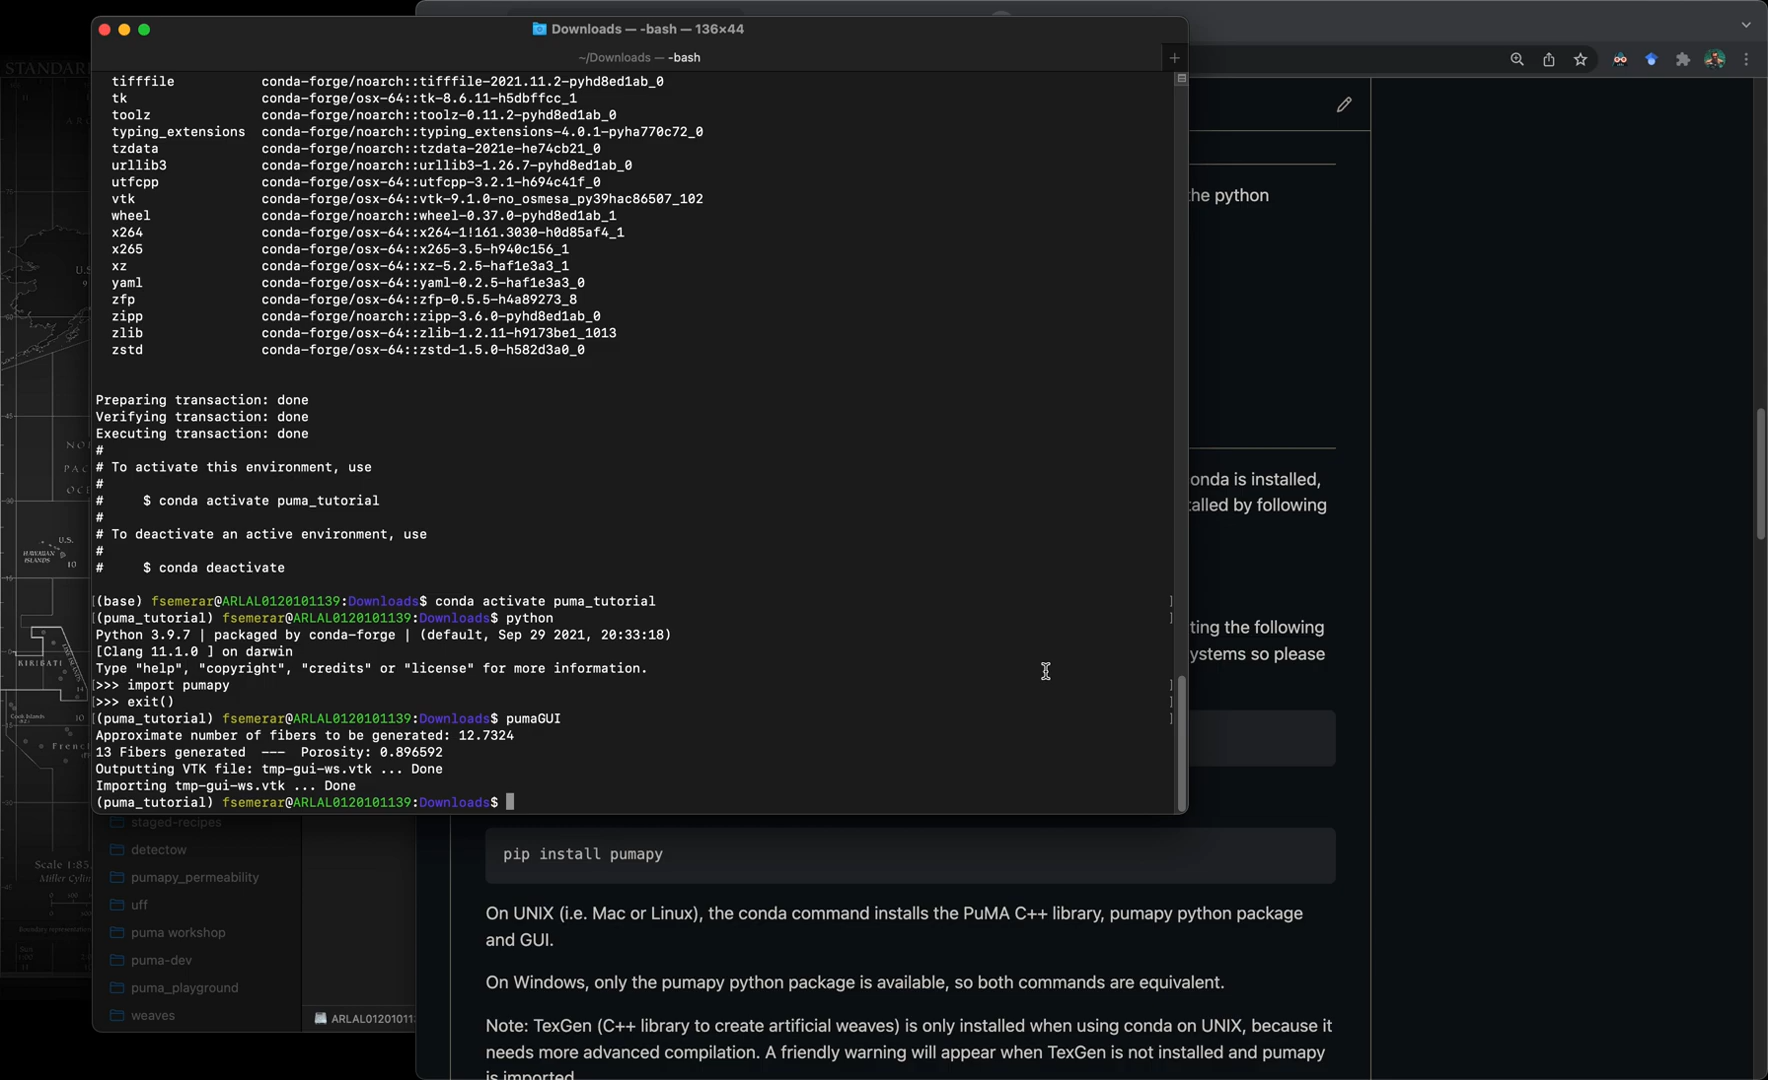 Downloads — -bash — 136×44
~/Downloads — -bash
tifffile conda-forge/noarch::tifffile-2021.11.2-pyhd8ed1ab_0
tk conda-forge/osx-64::tk-8.6.11-h5dbffcc_1
toolz conda-forge/noarch::toolz-0.11.2-pyhd8ed1ab_0
typing_extensions conda-forge/noarch::typing_extensions-4.0.1-pyha770c72_0
tzdata conda-forge/noarch::tzdata-2021e-he74cb21_0
urllib3 conda-forge/noarch::urllib3-1.26.7-pyhd8ed1ab_0
utfcpp conda-forge/osx-64::utfcpp-3.2.1-h694c41f_0
vtk conda-forge/osx-64::vtk-9.1.0-no_osmesa_py39hac86507_102
wheel conda-forge/noarch::wheel-0.37.0-pyhd8ed1ab_1
x264 conda-forge/osx-64::x264-1!161.3030-h0d85af4_1
x265 conda-forge/osx-64::x265-3.5-h940c156_1
xz conda-forge/osx-64::xz-5.2.5-haf1e3a3_1
yaml conda-forge/osx-64::yaml-0.2.5-haf1e3a3_0
zfp conda-forge/osx-64::zfp-0.5.5-h4a89273_8
zipp conda-forge/noarch::zipp-3.6.0-pyhd8ed1ab_0
zlib conda-forge/osx-64::zlib-1.2.11-h9173be1_1013
zstd conda-forge/osx-64::zstd-1.5.0-h582d3a0_0
Preparing transaction: done
Verifying transaction: done
Executing transaction: done
#
# To activate this environment, use
#
# $ conda activate puma_tutorial
#
# To deactivate an active environment, use
#
# $ conda deactivate
[(base) fsemerar@ARLAL0120101139:Downloads$ conda activate puma_tutorial ]
[(puma_tutorial) fsemerar@ARLAL0120101139:Downloads$ python ]
Python 3.9.7 | packaged by conda-forge | (default, Sep 29 2021, 20:33:18)
[Clang 11.1.0 ] on darwin
Type "help", "copyright", "credits" or "license" for more information.
[>>> import pumapy ]
[>>> exit() ]
[(puma_tutorial) fsemerar@ARLAL0120101139:Downloads$ pumaGUI ]
Approximate number of fibers to be generated: 12.7324
13 Fibers generated --- Porosity: 0.896592
Outputting VTK file: tmp-gui-ws.vtk ... Done
Importing tmp-gui-ws.vtk ... Done
(puma_tutorial) fsemerar@ARLAL0120101139:Downloads$
staged-recipes
detectow
pumapy_permeability
uff
puma workshop
puma-dev
puma_playground
weaves
ARLAL01201011
the python
onda is installed,
talled by following
ting the following
ystems so please
pip install pumapy
On UNIX (i.e. Mac or Linux), the conda command installs the PuMA C++ library, pumapy python package
and GUI.
On Windows, only the pumapy python package is available, so both commands are equivalent.
Note: TexGen (C++ library to create artificial weaves) is only installed when using conda on UNIX, because it
needs more advanced compilation. A friendly warning will appear when TexGen is not installed and pumapy
is imported
STANDARD
U.S.
HAWAIIAN
ISLANDS
KIRIBATI
Scale 1:85,
Miller Cylin